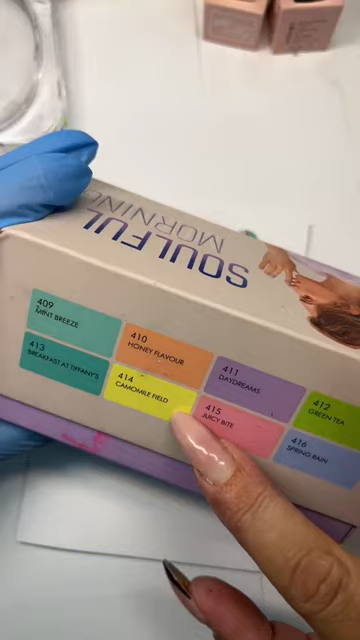 SOULFUL
MORNING
409
MINT BREEZE
410
HONEY FLAVOUR
411
DAYDREAMS
412
GREEN TEA
413
BREAKFAST AT TIFFANY'S
414
CAMOMILE FIELD
415
JUICY BITE
416
SPRING RAIN